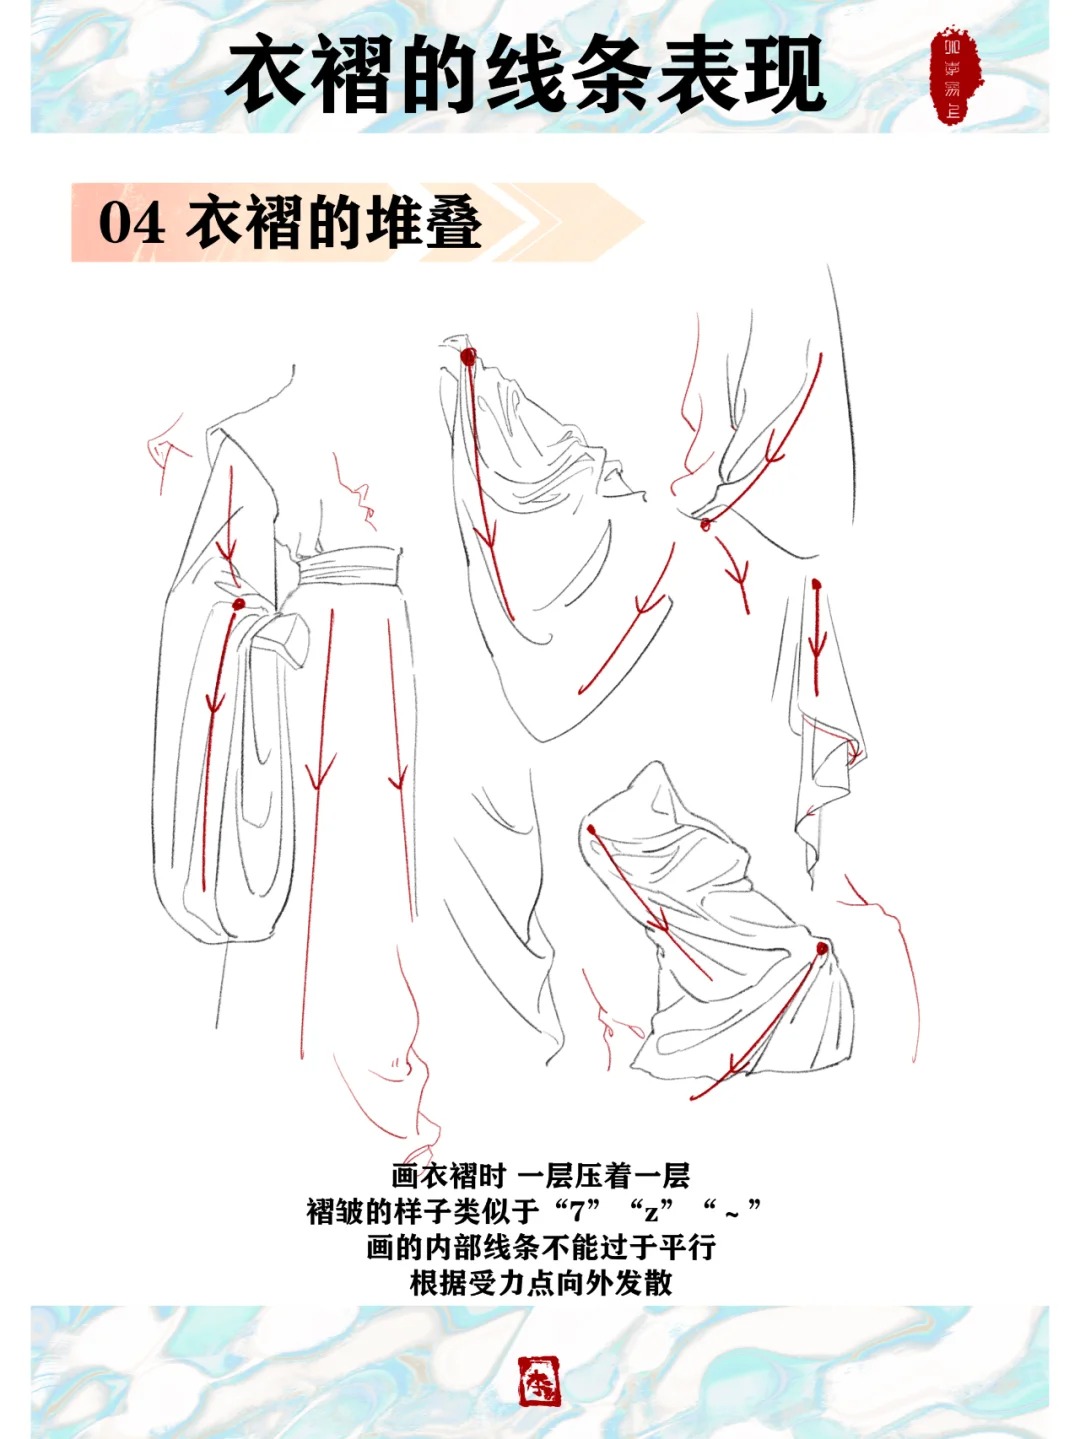 衣褶的线条表现
04 衣褶的堆叠
画衣褶时 一层压着一层
褶皱的样子类似于“7”“z”“~”
画的内部线条不能过于平行
根据受力点向外发散
李